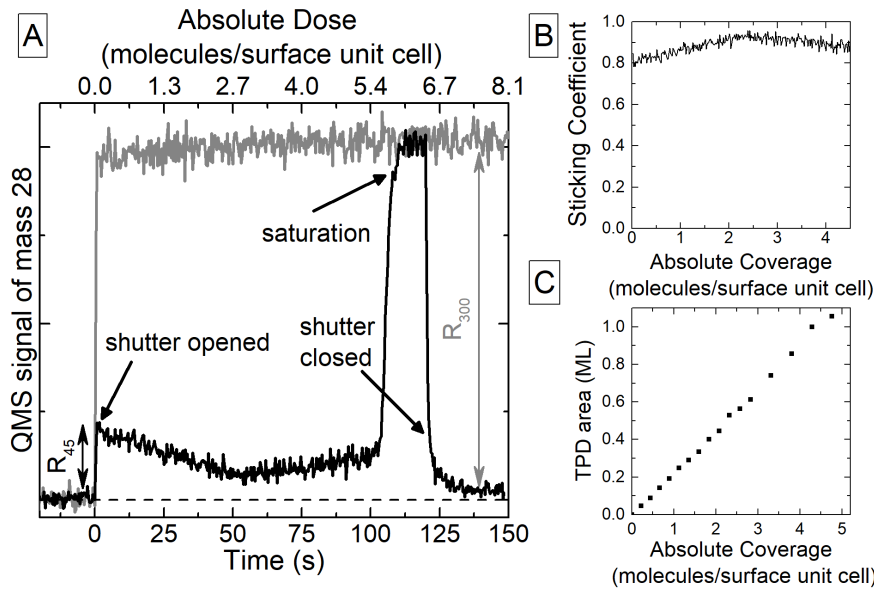 A
Absolute Dose
(molecules/surface unit cell)
0.0 1.3 2.7 4.0 5.4 6.7 8.1
QMS signal of mass 28
saturation
shutter opened
shutter
closed
R45
R300
0 25 50 75 100 125 150
Time (s)
B
Sticking Coefficient
1.0
0.8
0.6
0.4
0.2
0.0
0 1 2 3 4
Absolute Coverage
(molecules/surface unit cell)
C
TPD area (ML)
1.0
0.8
0.6
0.4
0.2
0.0
0 1 2 3 4 5
Absolute Coverage
(molecules/surface unit cell)